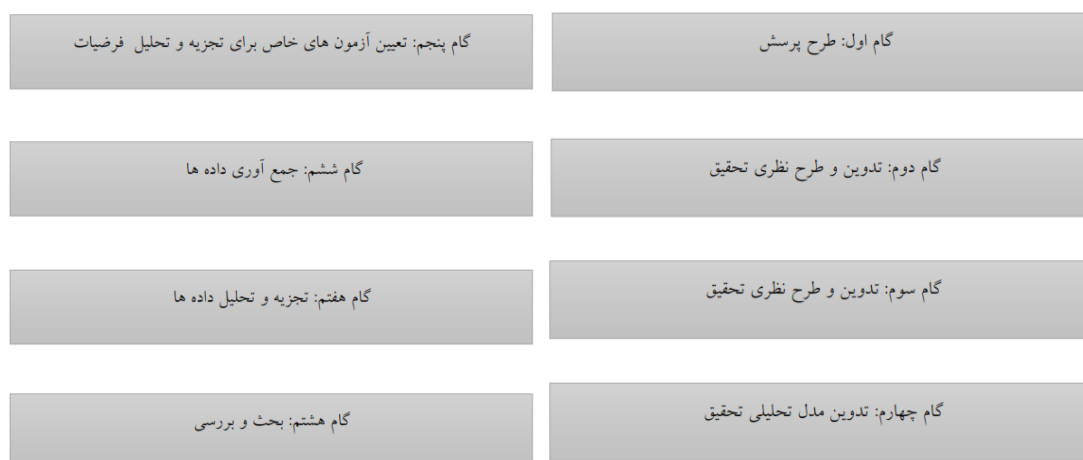 گام اول: طرح پرسش
گام دوم: تدوین و طرح نظری تحقیق
گام سوم: تدوین و طرح نظری تحقیق
گام چهارم: تدوین مدل تحلیلی تحقیق
گام پنجم: تعیین آزمون های خاص برای تجزیه و تحلیل فرضیات
گام ششم: جمع آوری داده ها
گام هفتم: تجزیه و تحلیل داده ها
گام هشتم: بحث و بررسی